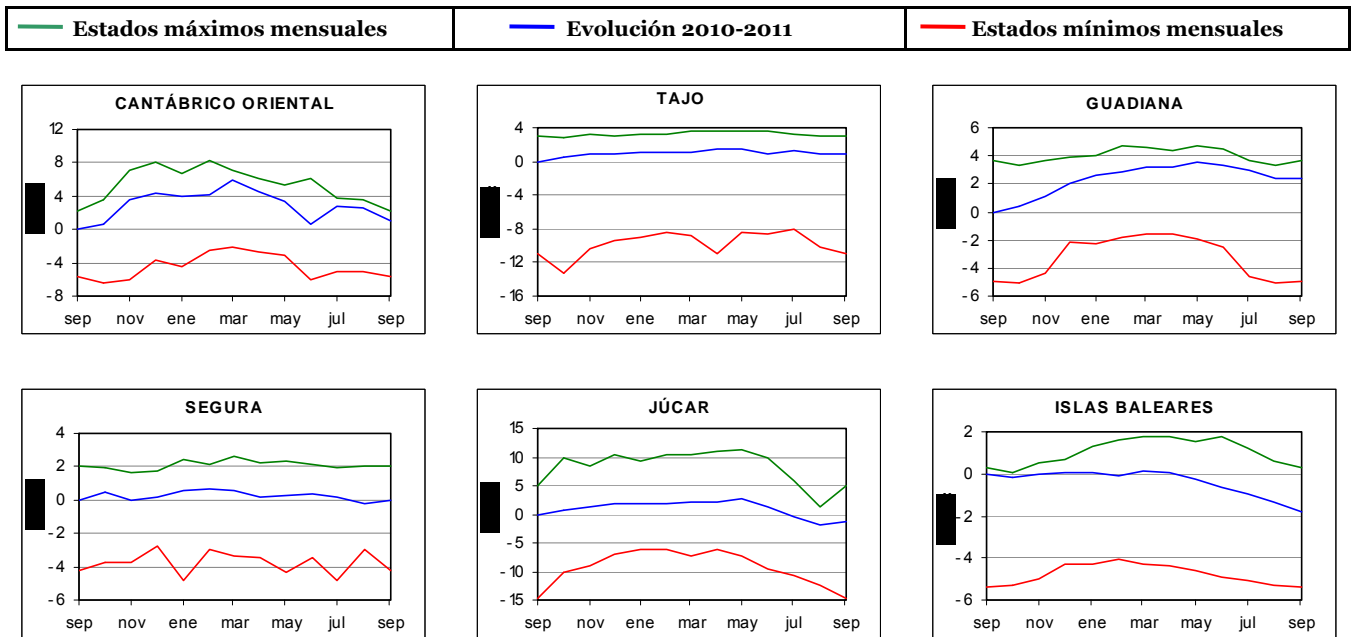 Estados máximos mensuales
Evolución 2010-2011
Estados mínimos mensuales
CANTÁBRICO ORIENTAL
12
8
4
0
-4
-8
sep nov ene mar may jul sep
TAJO
4
0
-4
-8
-12
-16
sep nov ene mar may jul sep
GUADIANA
6
4
2
0
-2
-4
-6
sep nov ene mar may jul sep
SEGURA
4
2
0
-2
-4
-6
sep nov ene mar may jul sep
JÚCAR
15
10
5
0
-5
-10
-15
sep nov ene mar may jul sep
ISLAS BALEARES
2
0
-2
-4
-6
sep nov ene mar may jul sep